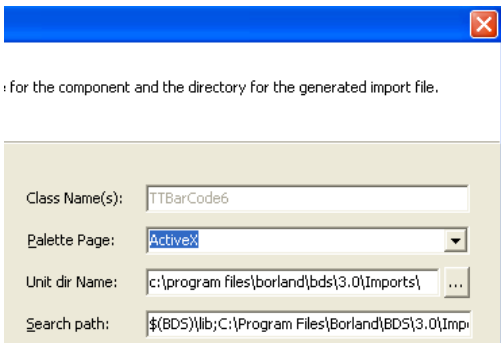 for the component and the directory for the generated import file.
Class Name(s): TTBarCode6
Palette Page: ActiveX
Unit dir Name: c:\program files\borland\bds\3.0\Imports\ ...
Search path: $(BDS)\lib;C:\Program Files\Borland\BDS\3.0\Impo